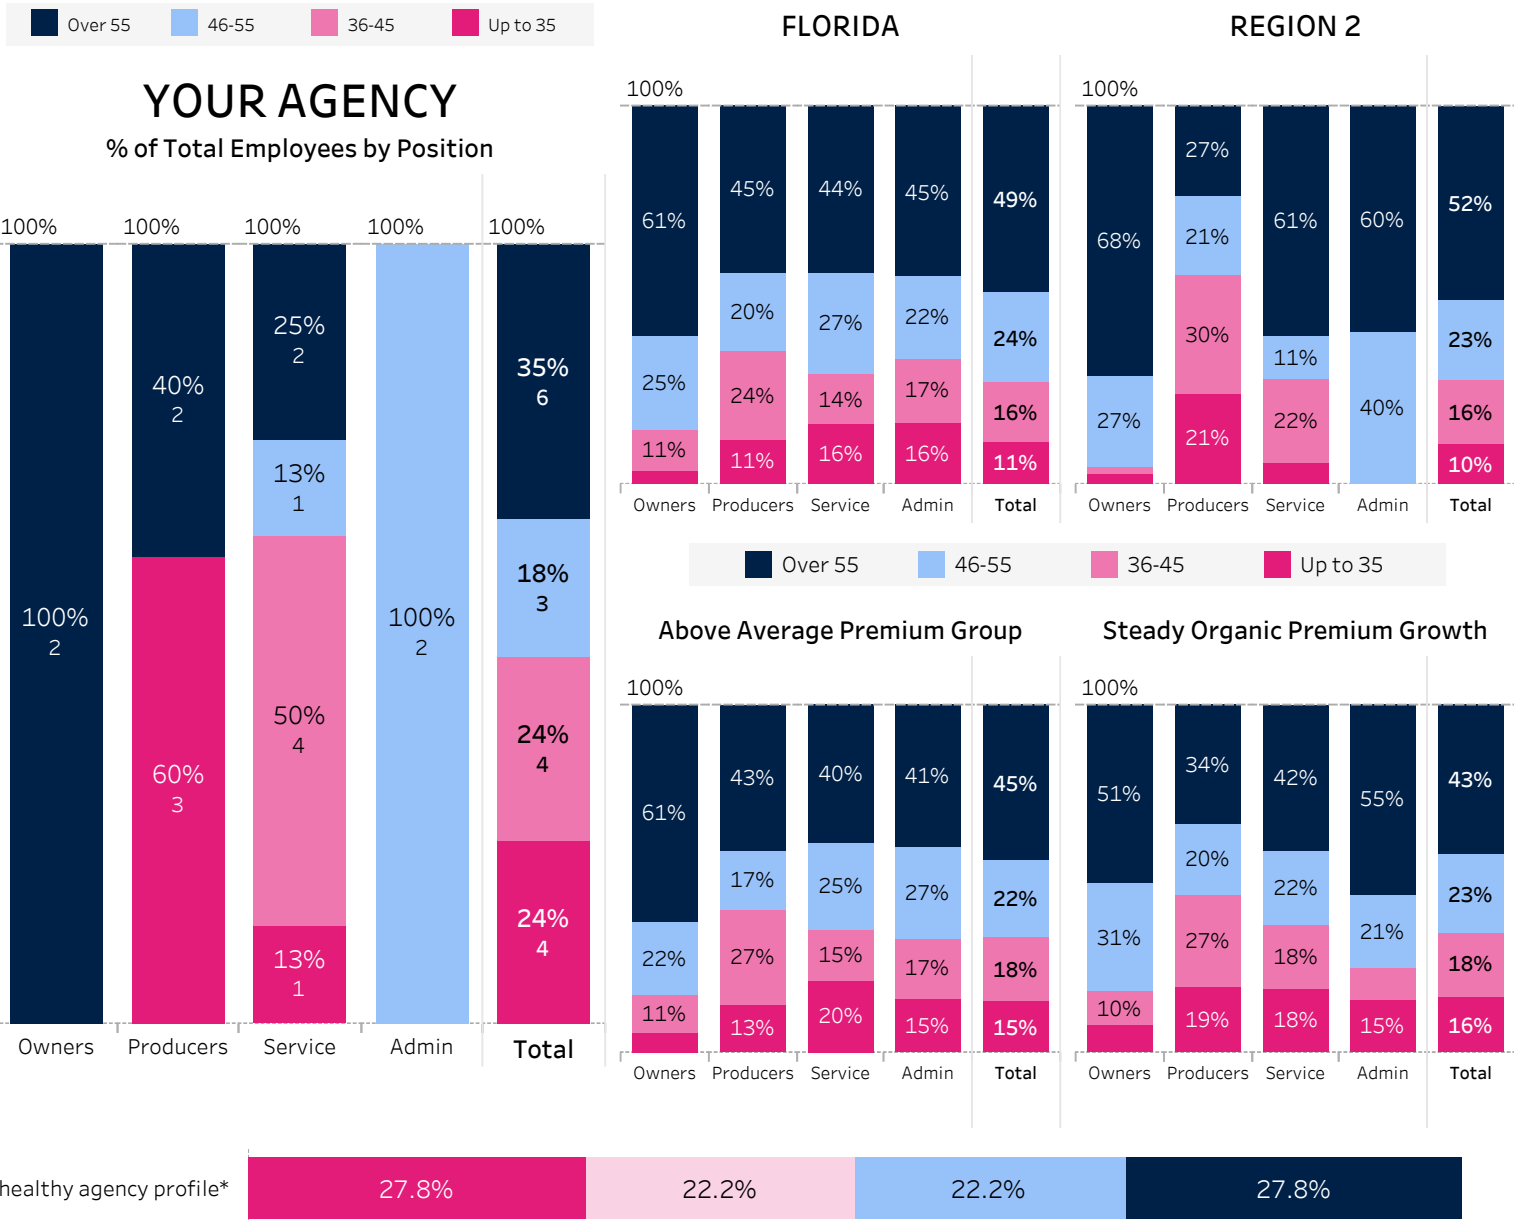 Over 55 46-55 36-45 Up to 35
YOUR AGENCY
% of Total Employees by Position
100% 100% 100% 100% 100%
100%
2
40%
2
60%
3
25%
2
13%
1
50%
4
13%
1
100%
2
35%
6
18%
3
24%
4
24%
4
Owners Producers Service Admin Total
FLORIDA
100%
61% 45% 44% 45% 49%
25% 20% 27% 22% 24%
11% 24% 14% 17% 16%
11% 16% 16% 11%
Owners Producers Service Admin Total
REGION 2
100%
68% 27% 61% 60% 52%
27% 21% 11% 40% 23%
30% 22% 16%
21% 10%
Owners Producers Service Admin Total
Over 55 46-55 36-45 Up to 35
Above Average Premium Group
100%
61% 43% 40% 41% 45%
22% 17% 25% 27% 22%
11% 27% 15% 17% 18%
13% 20% 15% 15%
Owners Producers Service Admin Total
Steady Organic Premium Growth
100%
51% 34% 42% 55% 43%
31% 20% 22% 21% 23%
10% 27% 18% 18%
19% 18% 15% 16%
Owners Producers Service Admin Total
healthy agency profile* 27.8% 22.2% 22.2% 27.8%